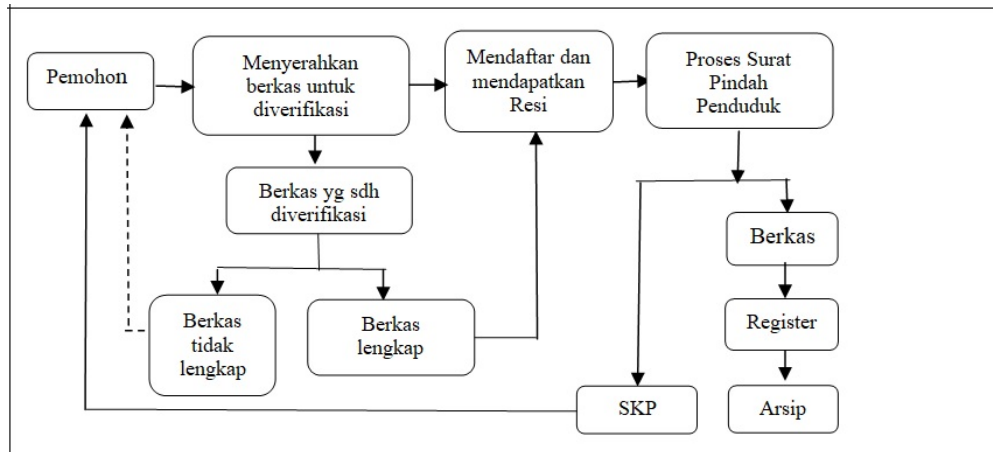 Pemohon
Menyerahkan
berkas untuk
diverifikasi
Mendaftar dan
mendapatkan
Resi
Proses Surat
Pindah
Penduduk
Berkas yg sdh
diverifikasi
Berkas
tidak
lengkap
Berkas
lengkap
Berkas
Register
SKP
Arsip